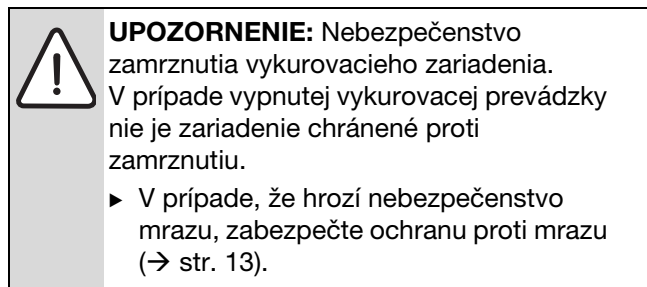 UPOZORNENIE: Nebezpečenstvo
zamrznutia vykurovacieho zariadenia.
V prípade vypnutej vykurovacej prevádzky
nie je zariadenie chránené proti
zamrznutiu.
▶ V prípade, že hrozí nebezpečenstvo
mrazu, zabezpečte ochranu proti mrazu
(→ str. 13).